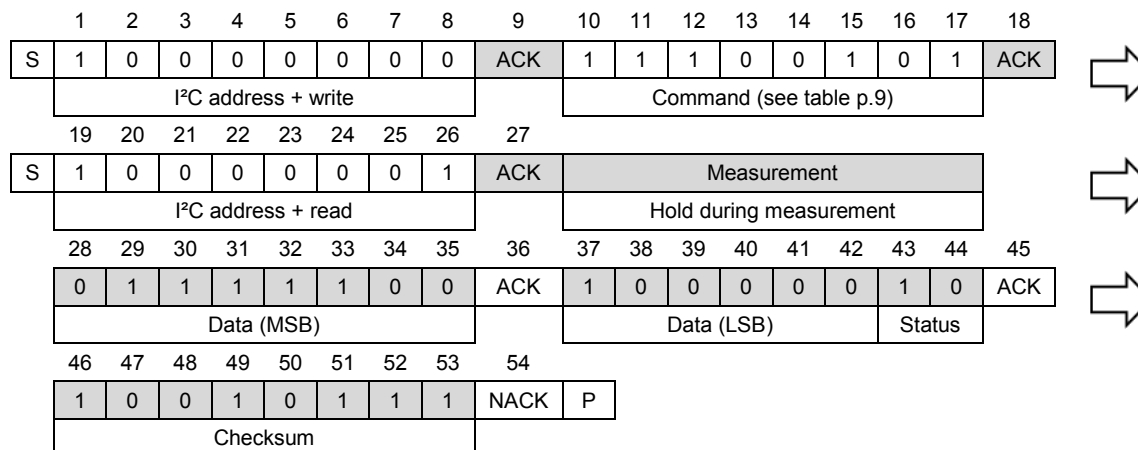 1 2 3 4 5 6 7 8 9 10 11 12 13 14 15 16 17 18
S 1 0 0 0 0 0 0 0 ACK 1 1 1 0 0 1 0 1 ACK
I²C address + write Command (see table p.9)
19 20 21 22 23 24 25 26 27
S 1 0 0 0 0 0 0 1 ACK Measurement
I²C address + read Hold during measurement
28 29 30 31 32 33 34 35 36 37 38 39 40 41 42 43 44 45
0 1 1 1 1 1 0 0 ACK 1 0 0 0 0 0 1 0 ACK
Data (MSB) Data (LSB) Status
46 47 48 49 50 51 52 53 54
1 0 0 1 0 1 1 1 NACK P
Checksum